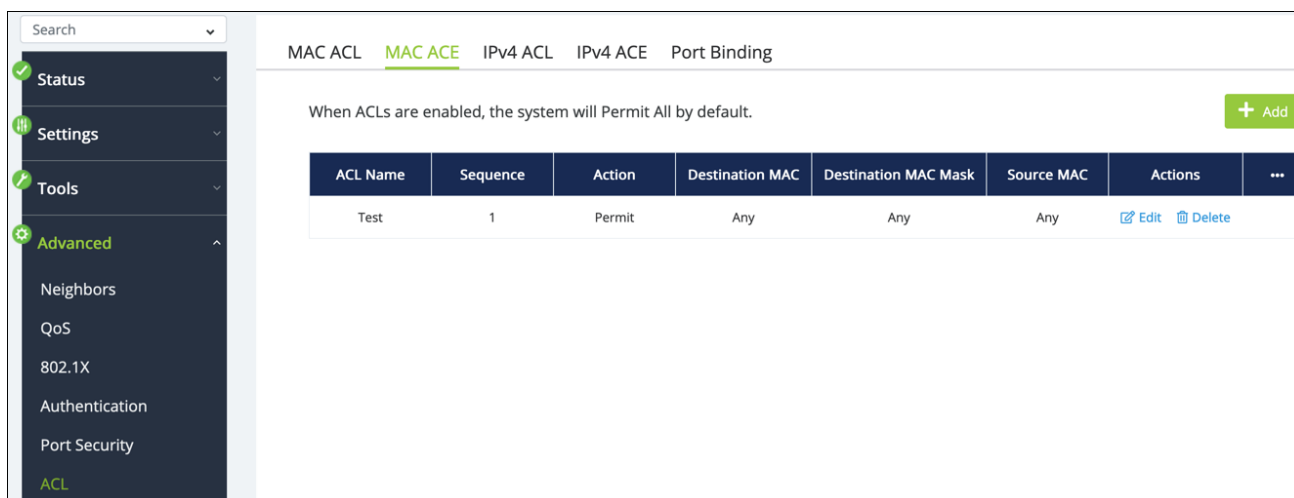 Search
Status
Settings
Tools
Advanced
Neighbors
QoS
802.1X
Authentication
Port Security
ACL
MAC ACL MAC ACE IPv4 ACL IPv4 ACE Port Binding
When ACLs are enabled, the system will Permit All by default.
+ Add
ACL Name Sequence Action Destination MAC Destination MAC Mask Source MAC Actions •••
Test 1 Permit Any Any Any Edit Delete